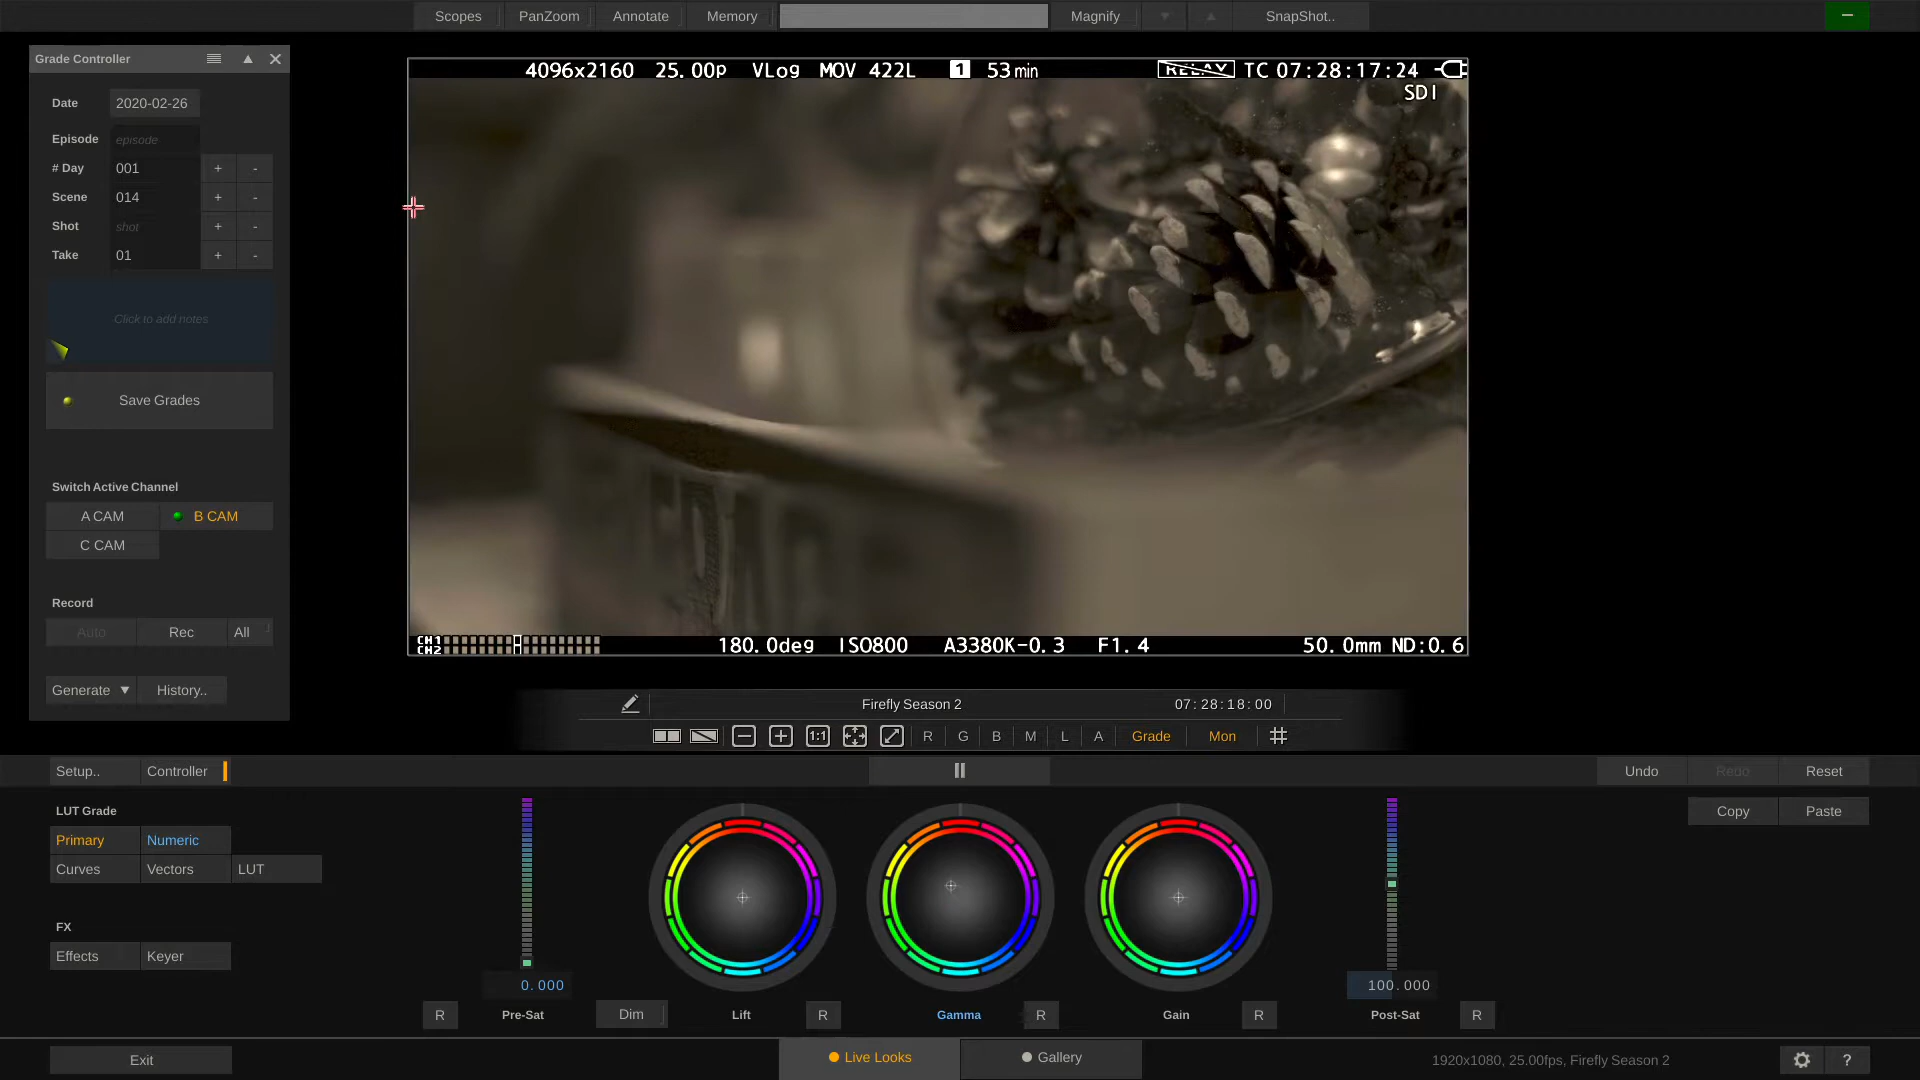 Scopes PanZoom Annotate Memory Magnify ▼ ▲ SnapShot..
Grade Controller
4096x2160 25.00p VLog MOV 422L 1 53min RELAY TC 07:28:17:24
SDI
Date 2020-02-26
Episode episode
# Day 001 + -
Scene 014 + -
Shot shot + -
Take 01 + -
Click to add notes
Save Grades
Switch Active Channel
A CAM B CAM
C CAM
Record
Auto Rec All
CH1
CH2
180.0deg ISO800 A3380K-0.3 F1.4 50.0mm ND:0.6
Generate ▼ History..
Firefly Season 2 07:28:18:00
1:1 R G B M L A Grade Mon
Setup.. Controller Undo Redo Reset
LUT Grade Copy Paste
Primary Numeric
Curves Vectors LUT
FX
Effects Keyer
0.000 100.000
R Pre-Sat Dim Lift R Gamma R Gain R Post-Sat R
Exit Live Looks Gallery 1920x1080, 25.00fps, Firefly Season 2 ?